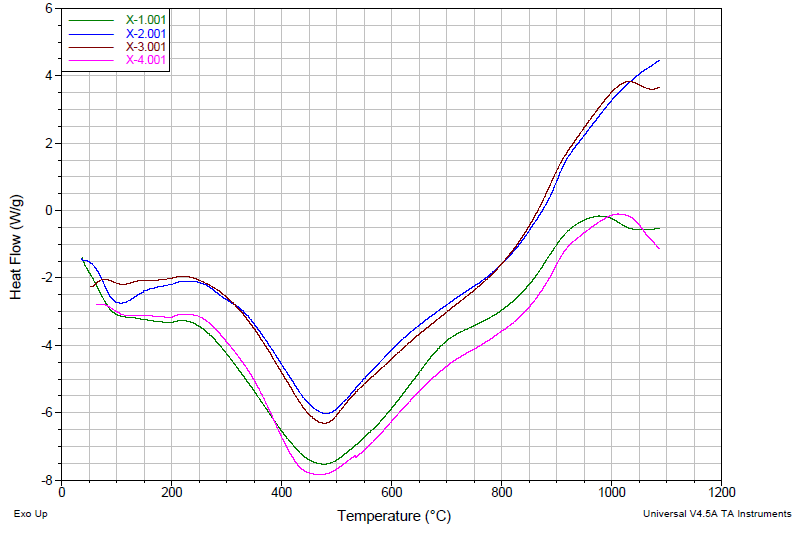 6
X-1.001
X-2.001
X-3.001
X-4.001
4
2
0
-2
-4
-6
-8
Heat Flow (W/g)
0 200 400 600 800 1000 1200
Exo Up
Temperature (°C)
Universal V4.5A TA Instruments